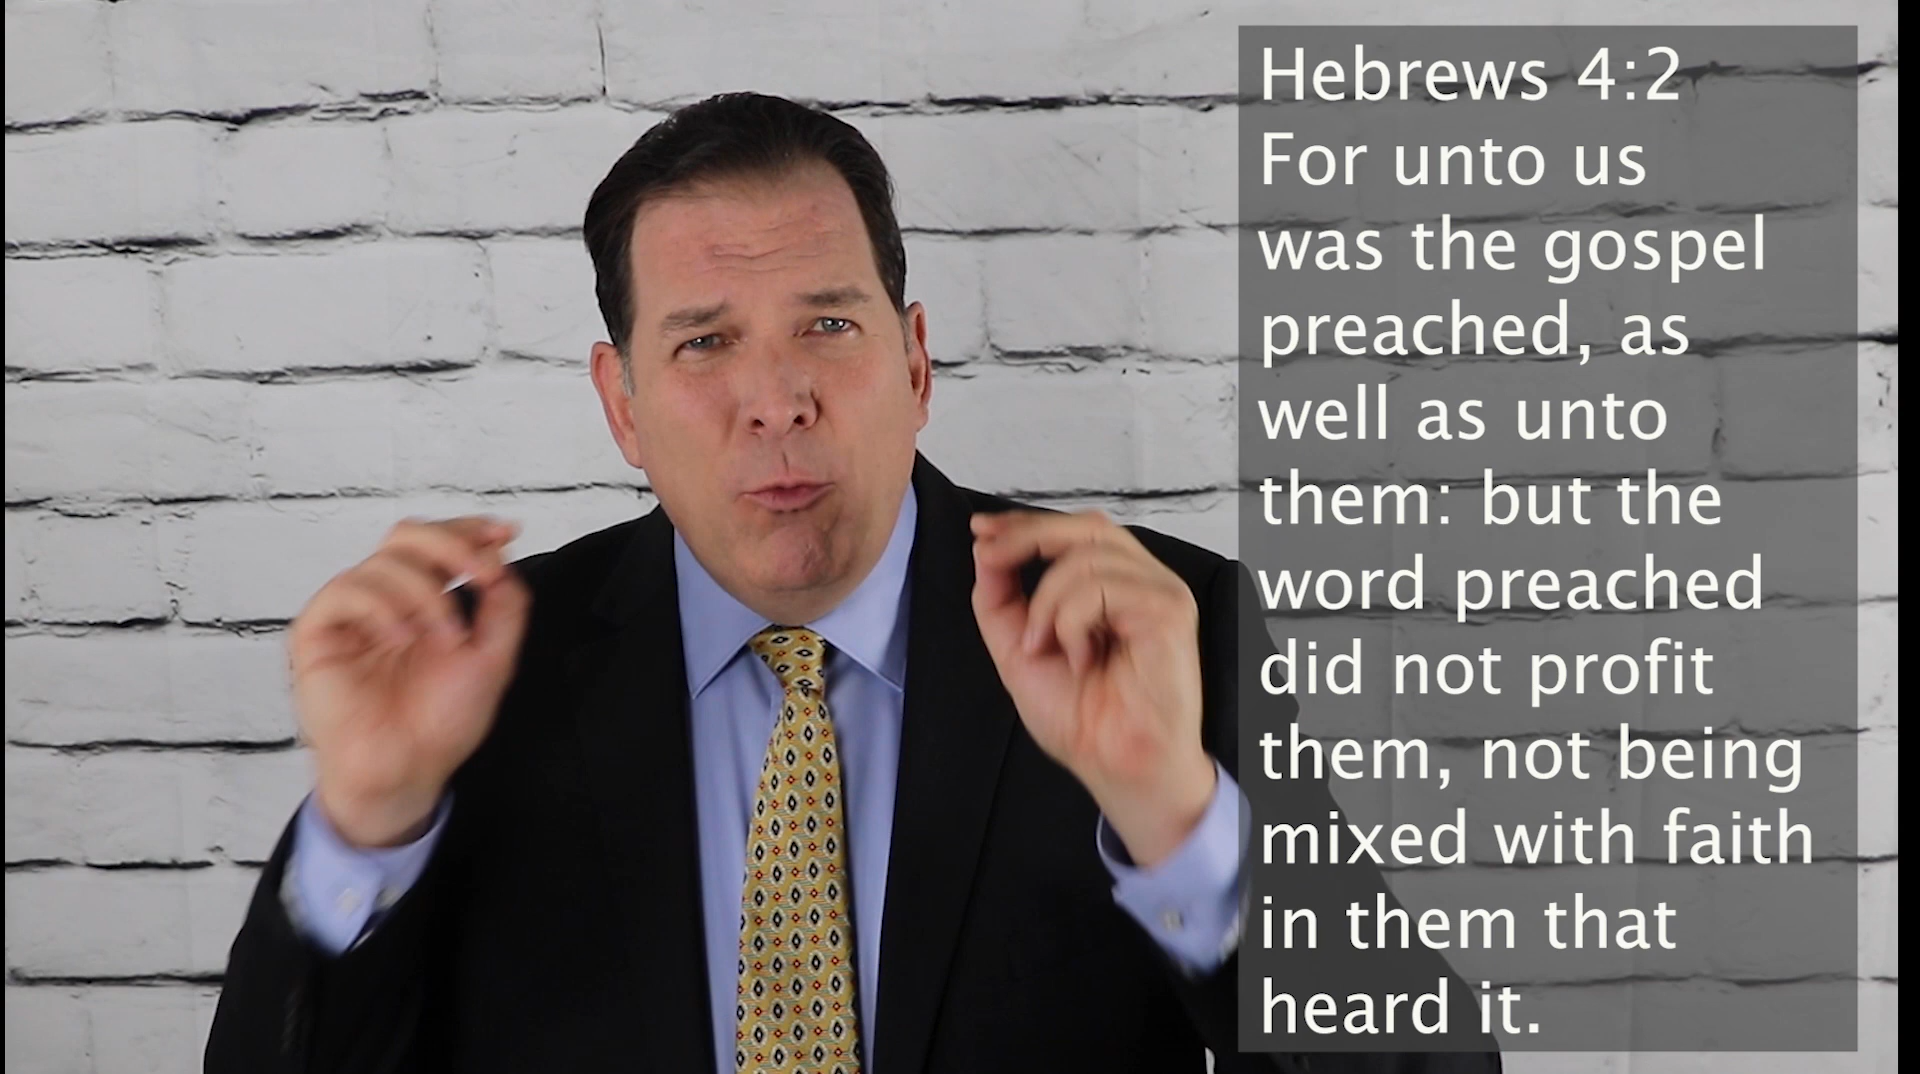 Hebrews 4:2
For unto us
was the gospel
preached, as
well as unto
them: but the
word preached
did not profit
them, not being
mixed with faith
in them that
heard it.